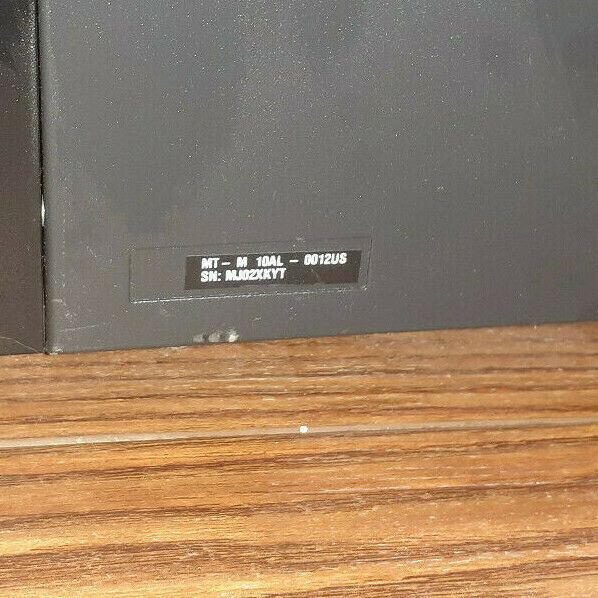 MT - M 10AL - 0012US
SN: MJ02XKYT